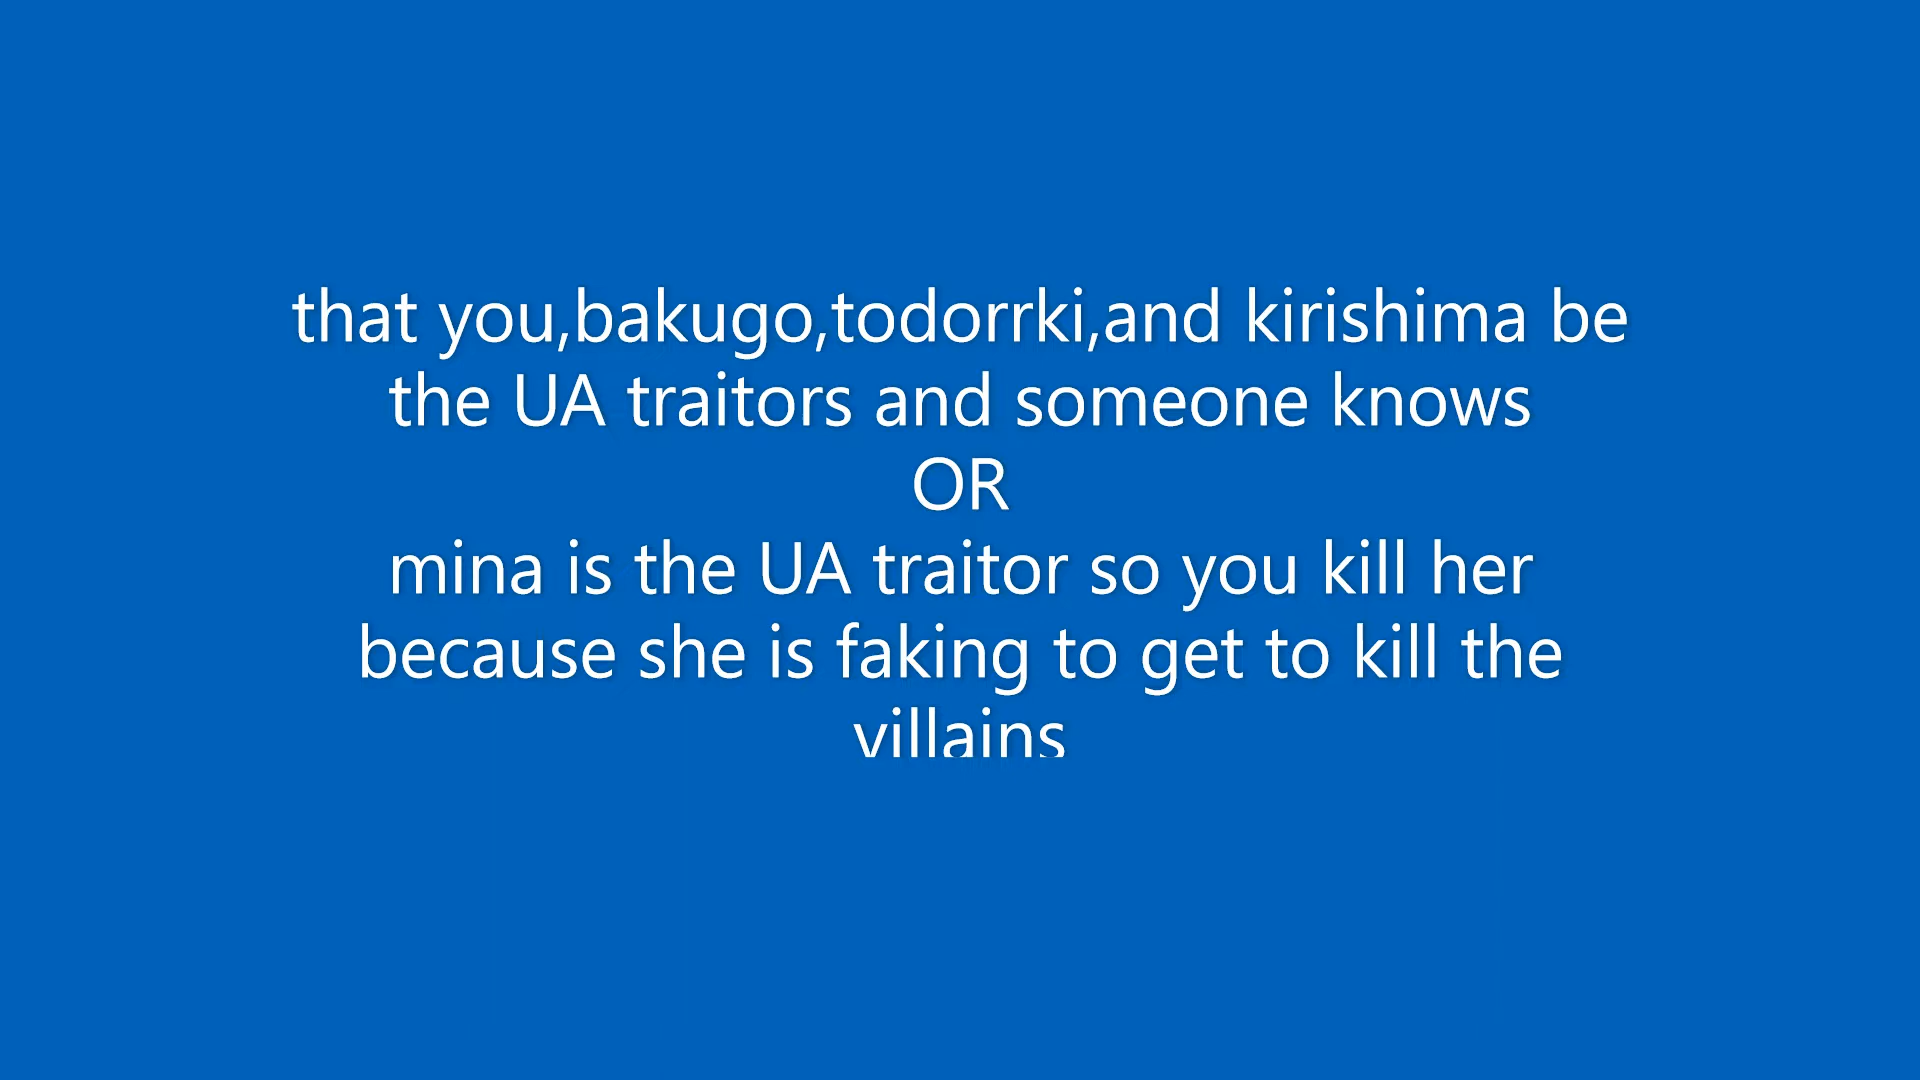 that you,bakugo,todorrki,and kirishima be
the UA traitors and someone knows
OR
mina is the UA traitor so you kill her
because she is faking to get to kill the
villains